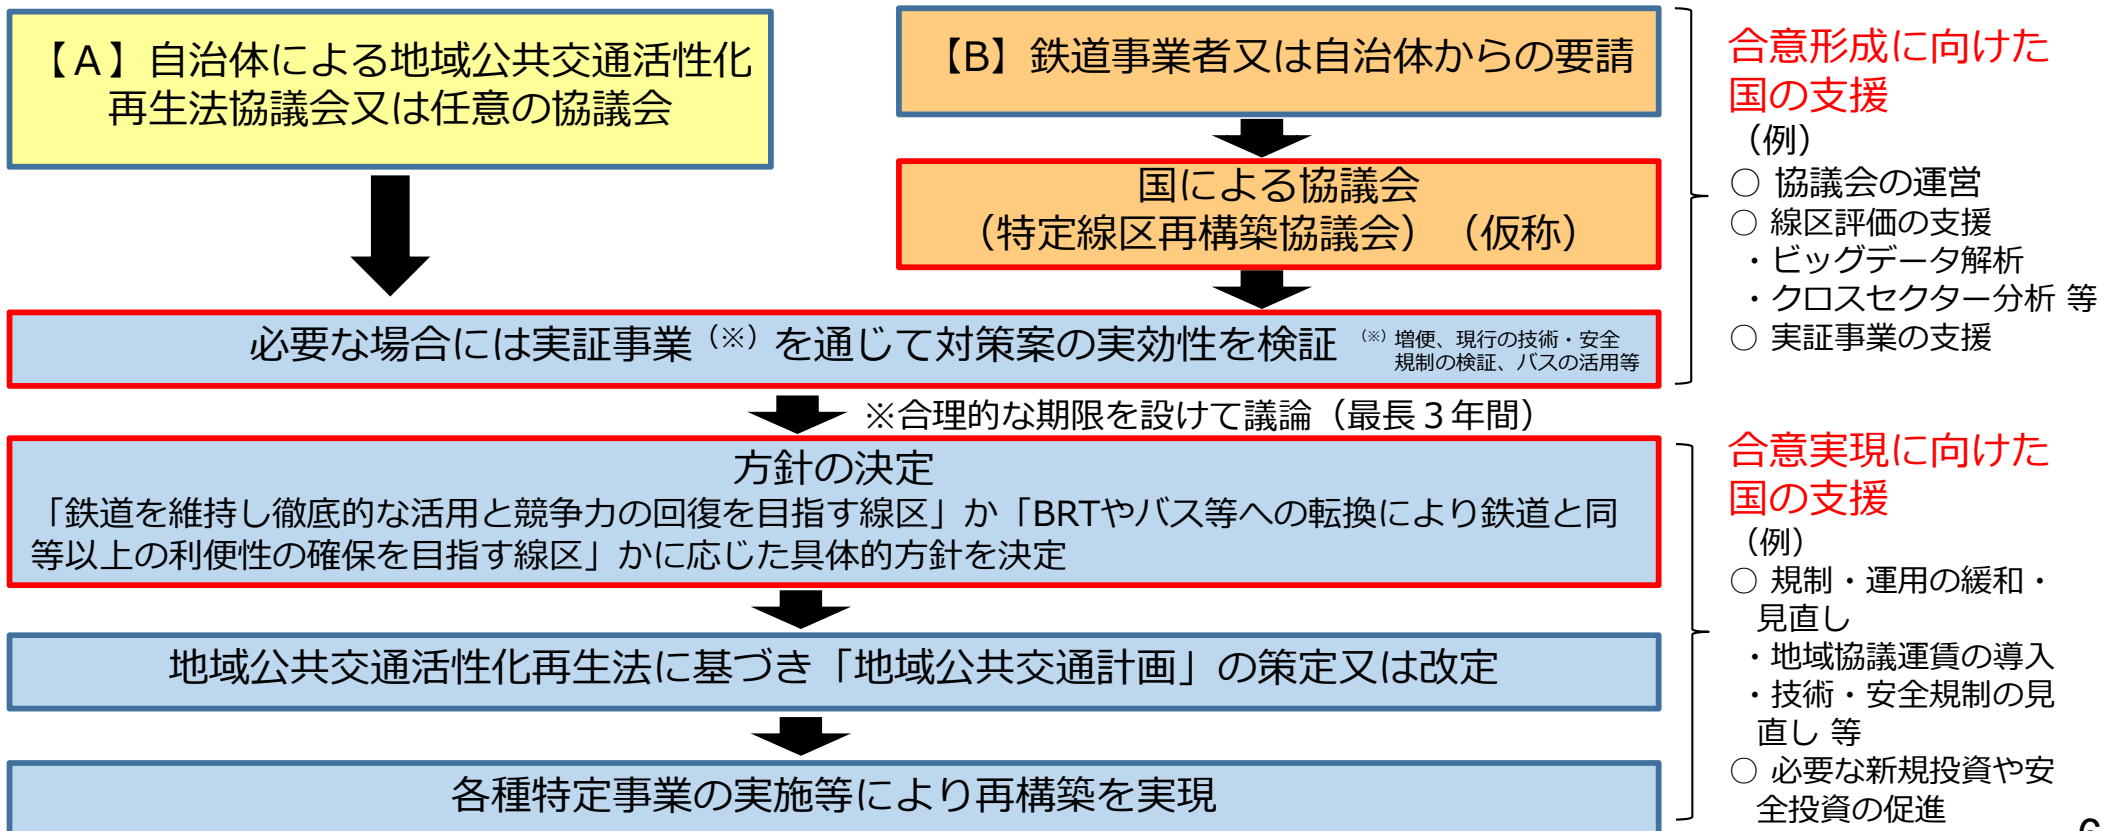 【A】自治体による地域公共交通活性化
再生法協議会又は任意の協議会
【B】鉄道事業者又は自治体からの要請
国による協議会
（特定線区再構築協議会）（仮称）
必要な場合には実証事業（※）を通じて対策案の実効性を検証
（※）増便、現行の技術・安全
規制の検証、バスの活用等
※合理的な期限を設けて議論（最長３年間）
方針の決定
「鉄道を維持し徹底的な活用と競争力の回復を目指す線区」か「BRTやバス等への転換により鉄道と同
等以上の利便性の確保を目指す線区」かに応じた具体的方針を決定
地域公共交通活性化再生法に基づき「地域公共交通計画」の策定又は改定
各種特定事業の実施等により再構築を実現
合意形成に向けた
国の支援
（例）
○ 協議会の運営
○ 線区評価の支援
・ビッグデータ解析
・クロスセクター分析 等
○ 実証事業の支援
合意実現に向けた
国の支援
（例）
○ 規制・運用の緩和・
見直し
・地域協議運賃の導入
・技術・安全規制の見
直し 等
○ 必要な新規投資や安
全投資の促進